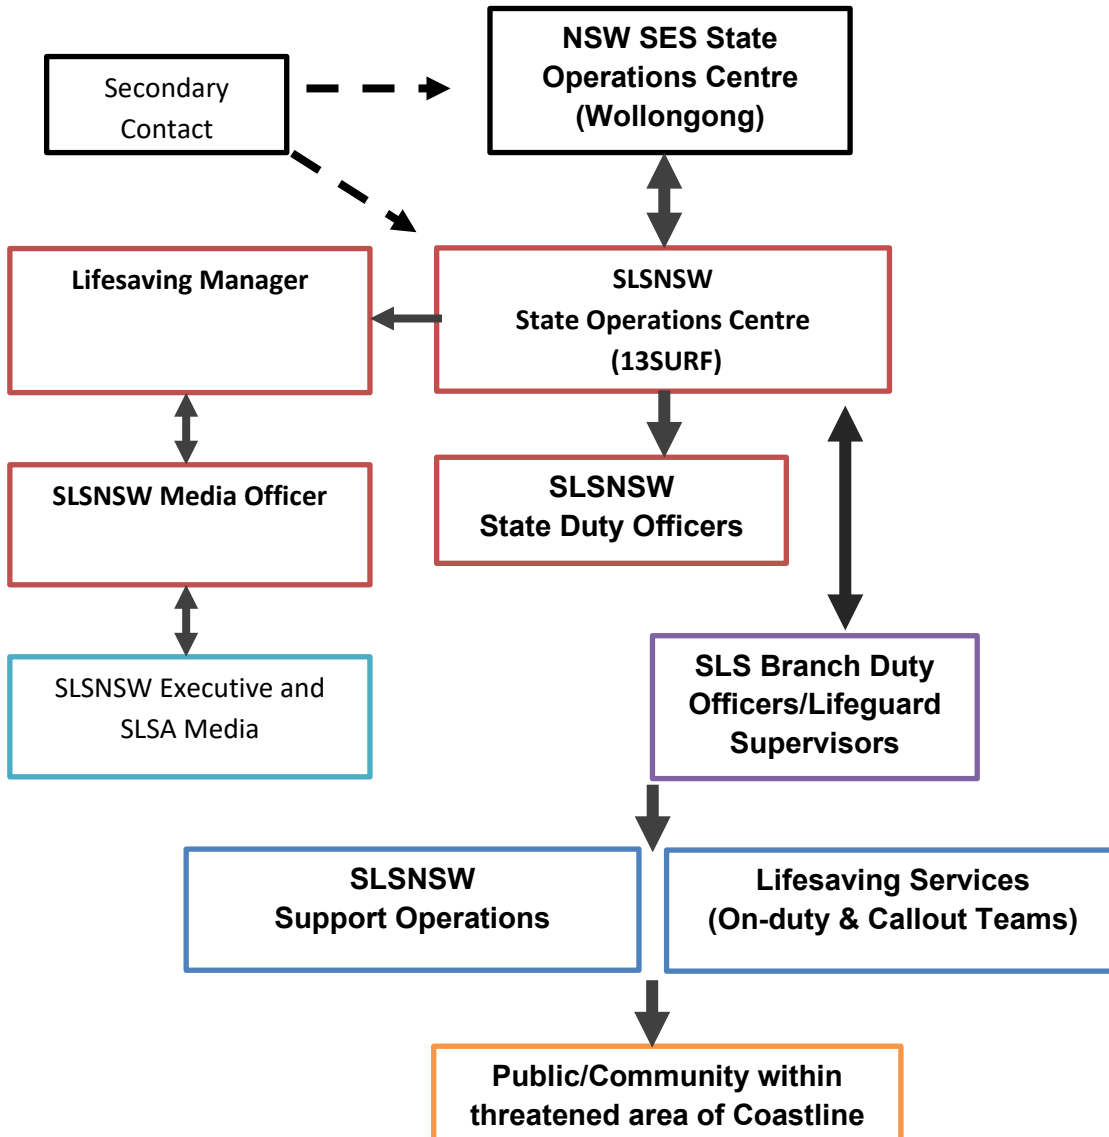 NSW SES State
Operations Centre
(Wollongong)
Secondary
Contact
Lifesaving Manager
SLSNSW
State Operations Centre
(13SURF)
SLSNSW Media Officer
SLSNSW
State Duty Officers
SLSNSW Executive and
SLSA Media
SLS Branch Duty
Officers/Lifeguard
Supervisors
SLSNSW
Support Operations
Lifesaving Services
(On-duty & Callout Teams)
Public/Community within
threatened area of Coastline